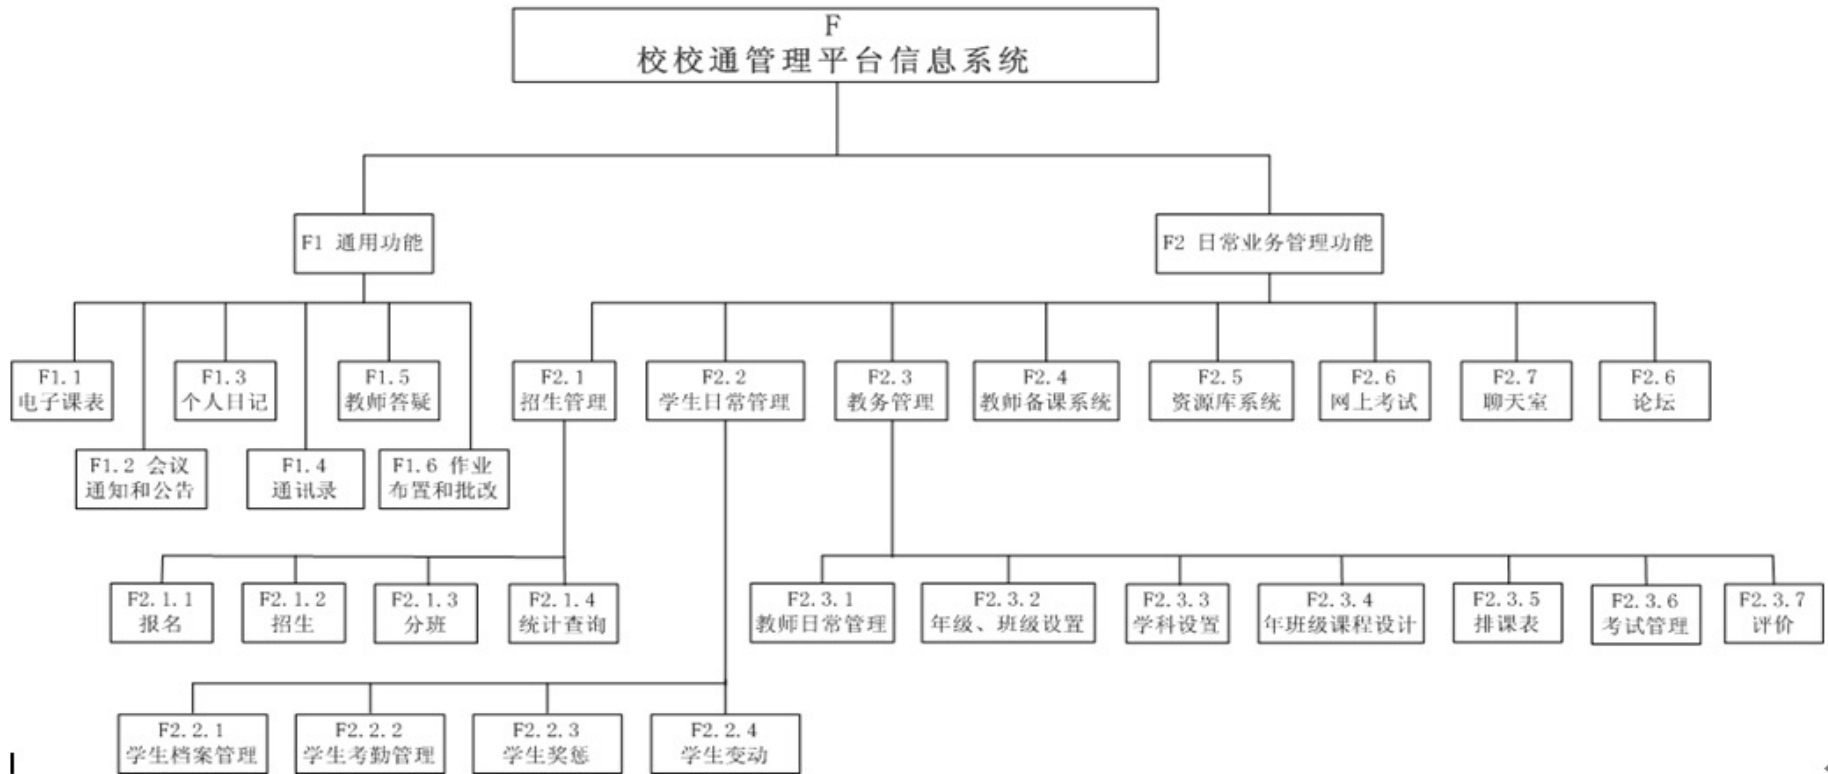 F
校校通管理平台信息系统
F1 通用功能
F2 日常业务管理功能
F1.1
电子课表
F1.3
个人日记
F1.5
教师答疑
F2.1
招生管理
F2.2
学生日常管理
F2.3
教务管理
F2.4
教师备课系统
F2.5
资源库系统
F2.6
网上考试
F2.7
聊天室
F2.6
论坛
F1.2 会议
通知和公告
F1.4
通讯录
F1.6 作业
布置和批改
F2.1.1
报名
F2.1.2
招生
F2.1.3
分班
F2.1.4
统计查询
F2.3.1
教师日常管理
F2.3.2
年级、班级设置
F2.3.3
学科设置
F2.3.4
年班级课程设计
F2.3.5
排课表
F2.3.6
考试管理
F2.3.7
评价
F2.2.1
学生档案管理
F2.2.2
学生考勤管理
F2.2.3
学生奖惩
F2.2.4
学生变动